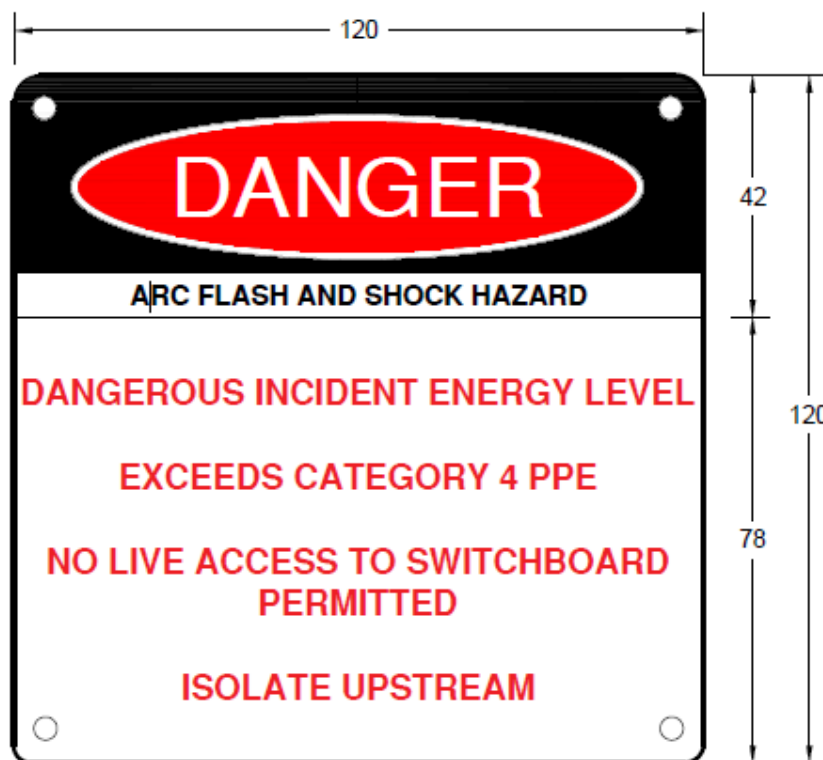 120
DANGER
42
ARC FLASH AND SHOCK HAZARD
DANGEROUS INCIDENT ENERGY LEVEL
120
EXCEEDS CATEGORY 4 PPE
78
NO LIVE ACCESS TO SWITCHBOARD
PERMITTED
ISOLATE UPSTREAM